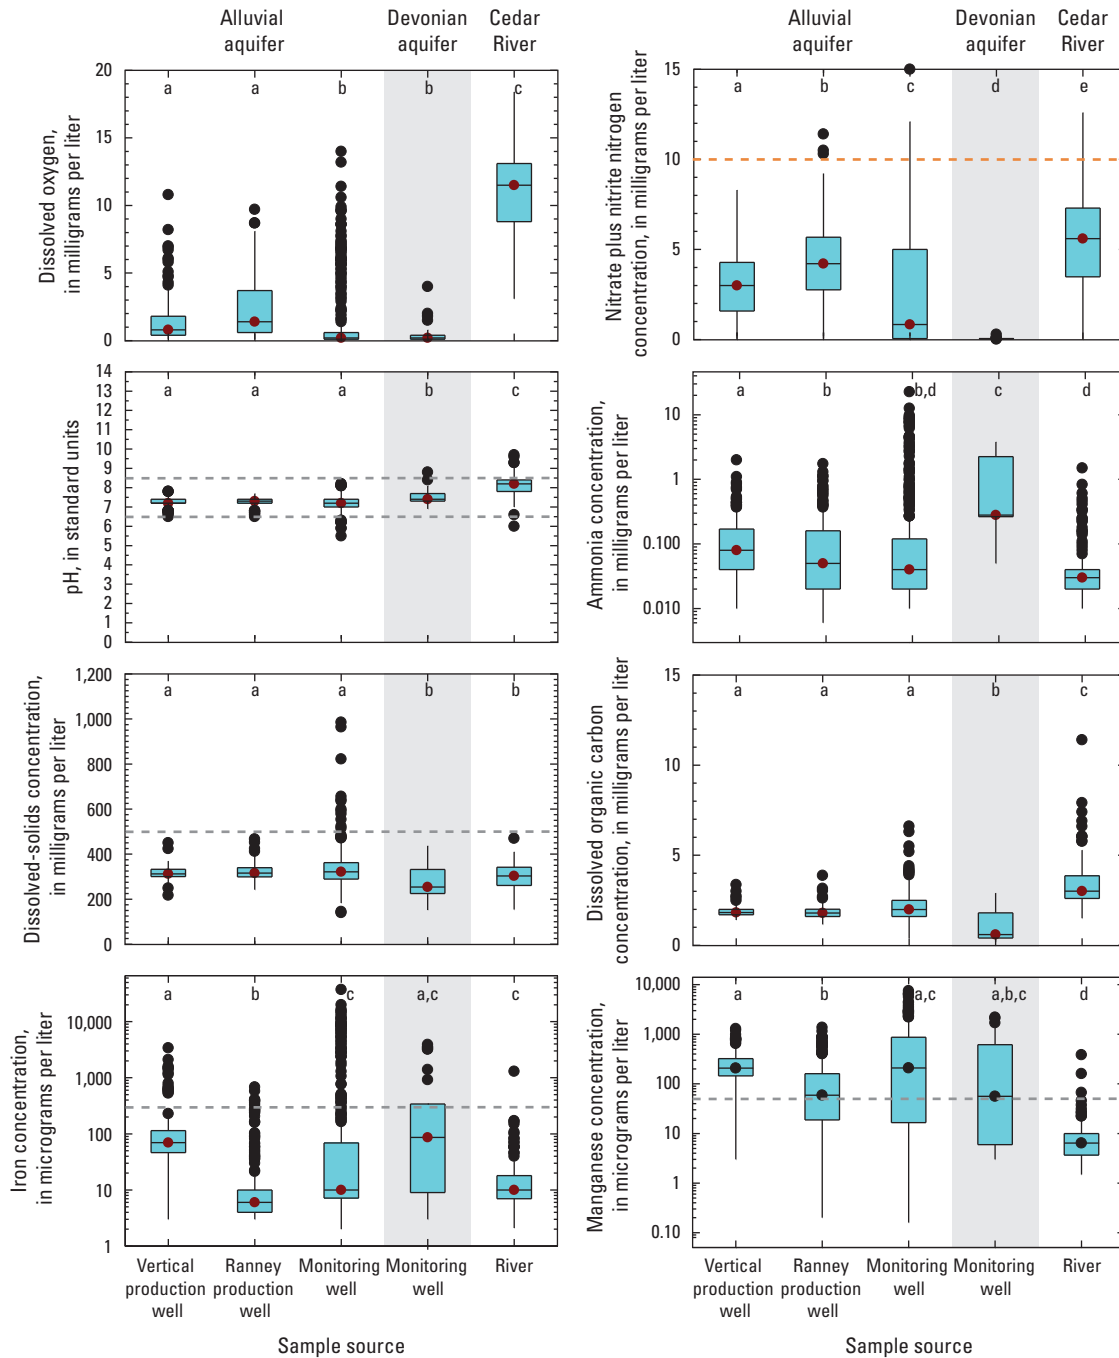 Alluvial
aquifer
Devonian
aquifer
Cedar
River
Dissolved oxygen,
in milligrams per liter
20
15
10
5
0
a
a
b
b
c
pH, in standard units
14
13
12
11
10
9
8
7
6
5
4
3
2
1
0
a
a
a
b
c
Dissolved-solids concentration,
in milligrams per liter
1,200
1,000
800
600
400
200
0
a
a
a
b
b
Iron concentration,
in micrograms per liter
10,000
1,000
100
10
1
a
b
c
a,c
c
Vertical
production
well
Ranney
production
well
Monitoring
well
Monitoring
well
River
Sample source
Alluvial
aquifer
Devonian
aquifer
Cedar
River
Nitrate plus nitrite nitrogen
concentration, in milligrams per liter
15
10
5
0
a
b
c
d
e
Ammonia concentration,
in milligrams per liter
10
1
0.100
0.010
a
b
b,d
c
d
Dissolved organic carbon
concentration, in milligrams per liter
15
10
5
0
a
a
a
b
c
Manganese concentration,
in micrograms per liter
10,000
1,000
100
10
1
0.10
a
b
a,c
a,b,c
d
Vertical
production
well
Ranney
production
well
Monitoring
well
Monitoring
well
River
Sample source